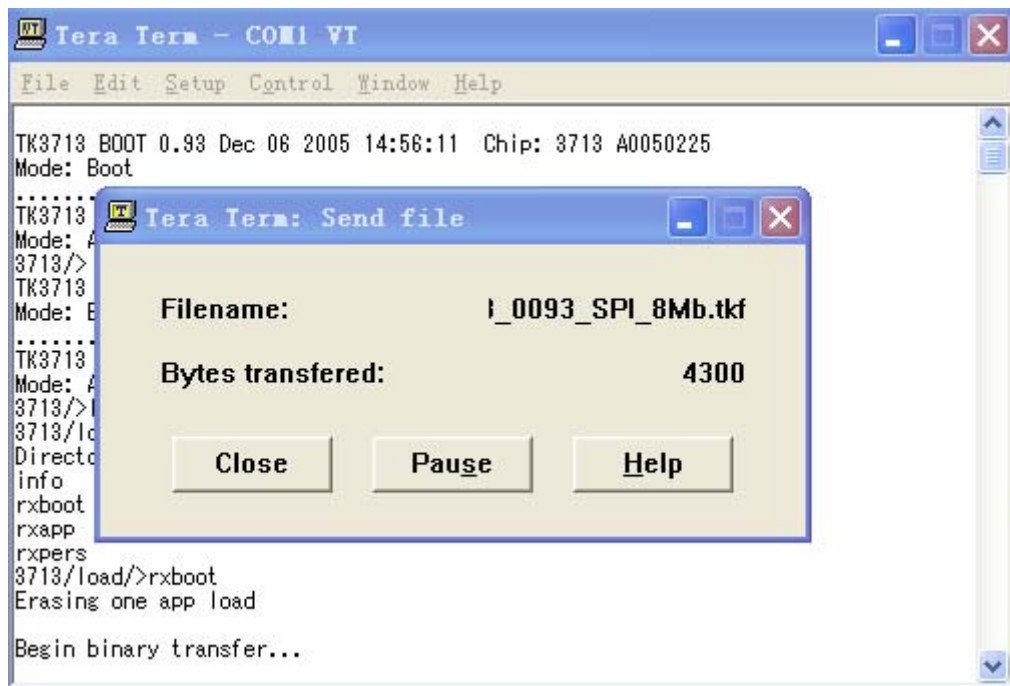 Tera Term - COM1 VT
File Edit Setup Control Window Help
TK3713 BOOT 0.93 Dec 06 2005 14:56:11 Chip: 3713 A0050225
Mode: Boot
........
TK3713
Mode:
3713/>
TK3713
Mode:
........
TK3713
Mode:
3713/>
info
rxboot
rxapp
rxpers
3713/load/>rxboot
Erasing one app load
Begin binary transfer...
Tera Term: Send file
Filename: _0093_SPI_8Mb.tkf
Bytes transfered: 4300
Close Pause Help